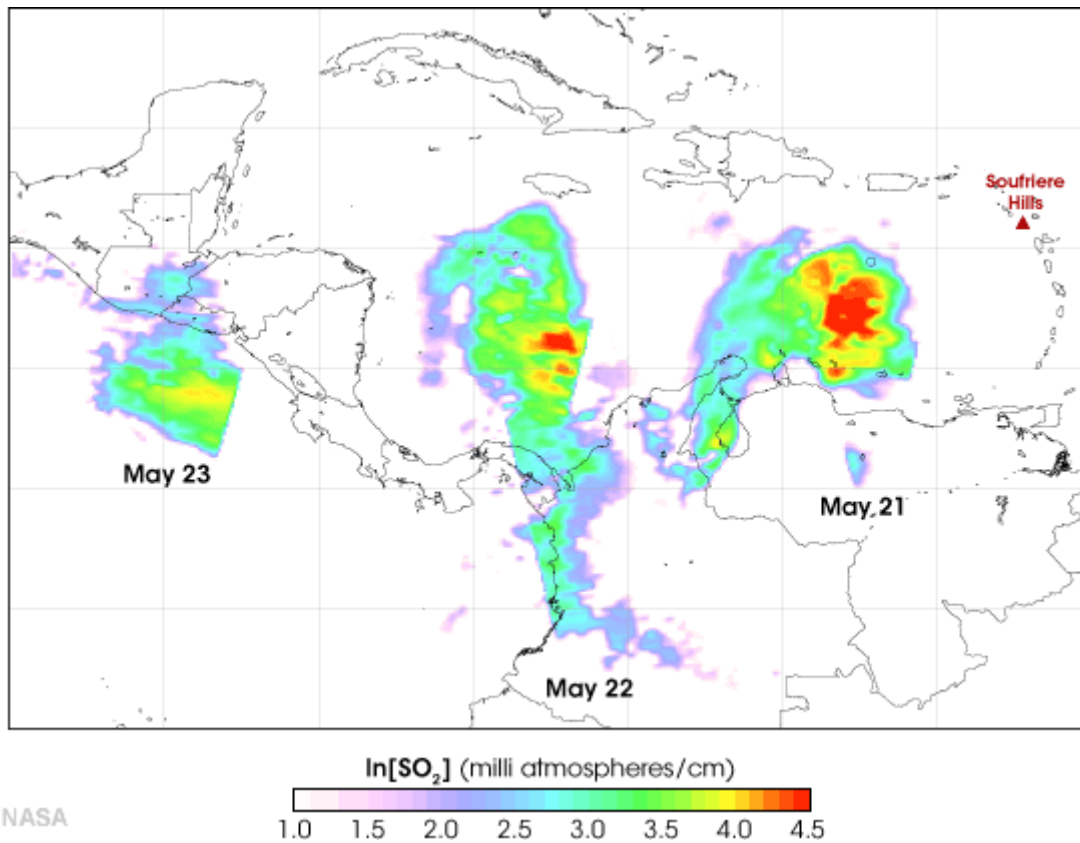 Soufriere
Hills
May 23
May 21
May 22
ln[SO₂] (milli atmospheres/cm)
1.0 1.5 2.0 2.5 3.0 3.5 4.0 4.5
NASA